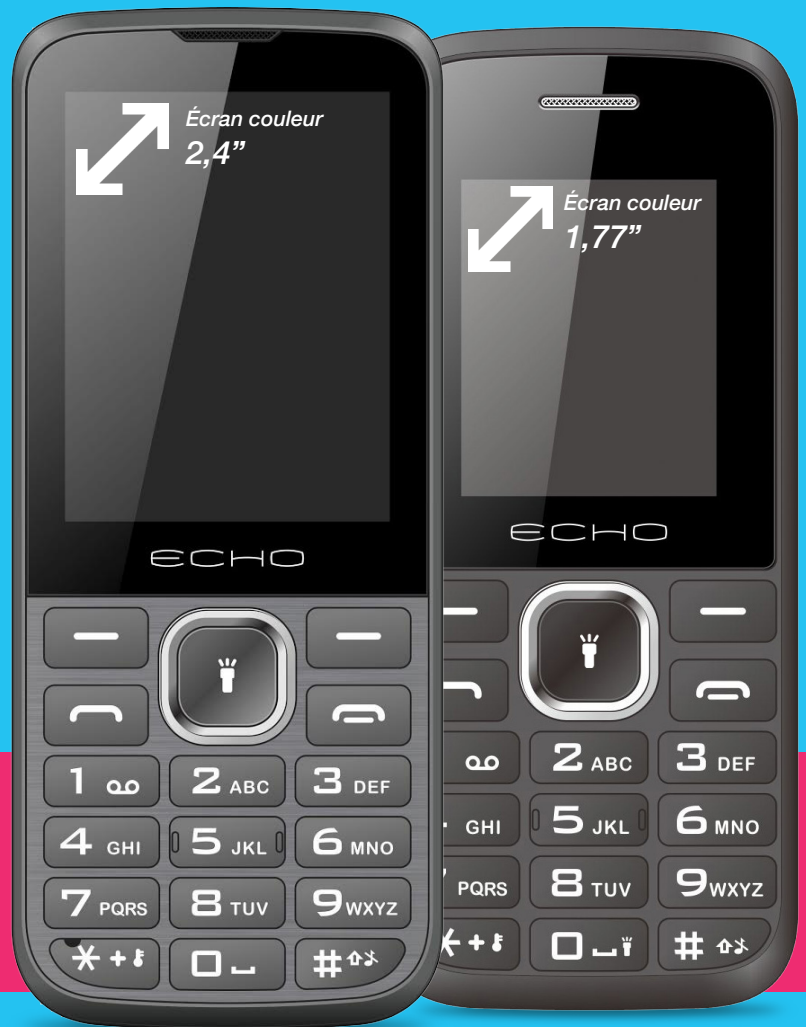 Écran couleur
2,4”
ECHO
1
2 ABC
3 DEF
4 GHI
5 JKL
6 MNO
7 PQRS
8 TUV
9 WXYZ
* +
0
#
Écran couleur
1,77”
ECHO
2 ABC
3 DEF
GHI
5 JKL
6 MNO
PQRS
8 TUV
9 WXYZ
* +
0
#